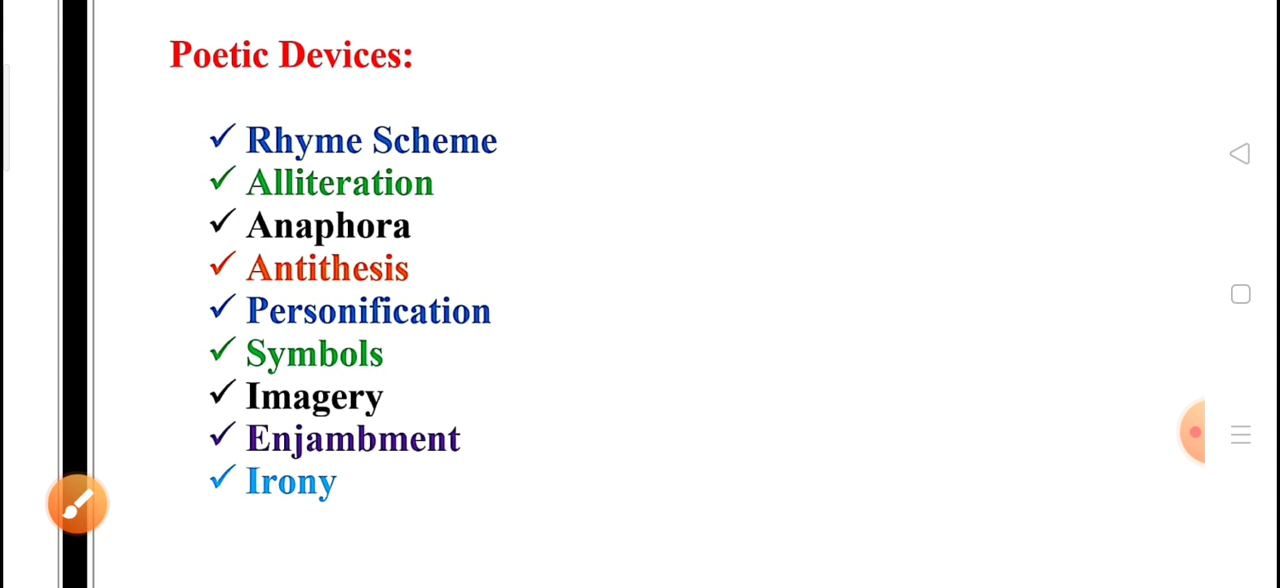 Poetic Devices:
✓ Rhyme Scheme
✓ Alliteration
✓ Anaphora
✓ Antithesis
✓ Personification
✓ Symbols
✓ Imagery
✓ Enjambment
✓ Irony